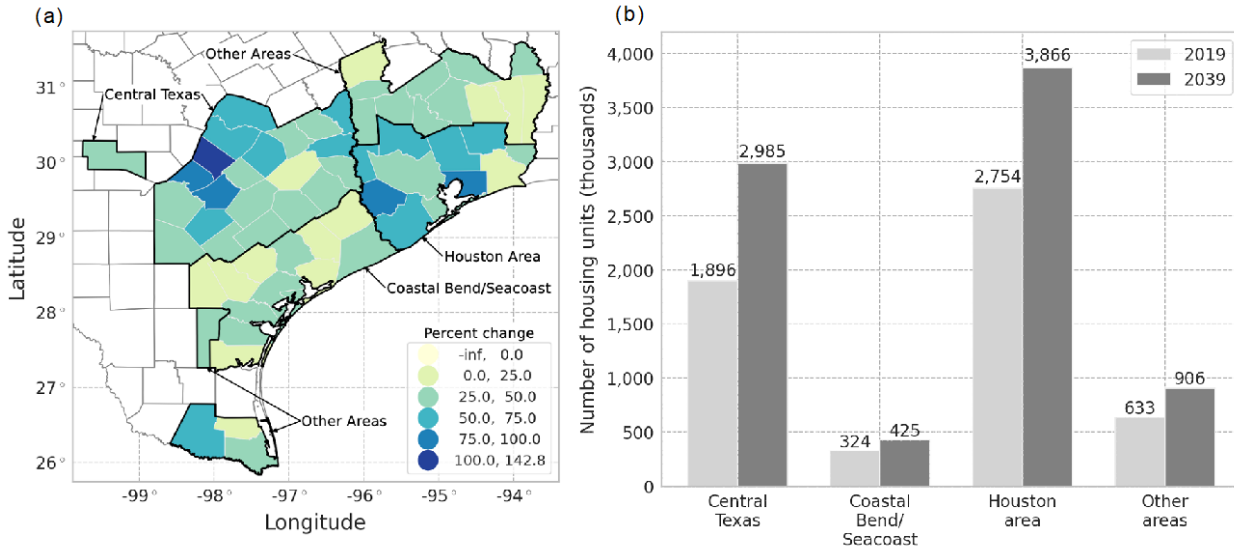 (a)
Other Areas
Central Texas
Houston Area
Coastal Bend/Seacoast
Other Areas
Percent change
-inf, 0.0
0.0, 25.0
25.0, 50.0
50.0, 75.0
75.0, 100.0
100.0, 142.8
31°
30°
29°
28°
27°
26°
Latitude
-99 -98 -97 -96 -95 -94
Longitude
(b)
2019
2039
4,000
3,500
3,000
2,500
2,000
1,500
1,000
500
0
Number of housing units (thousands)
1,896
2,985
324
425
2,754
3,866
633
906
Central
Texas
Coastal
Bend/
Seacoast
Houston
area
Other
areas